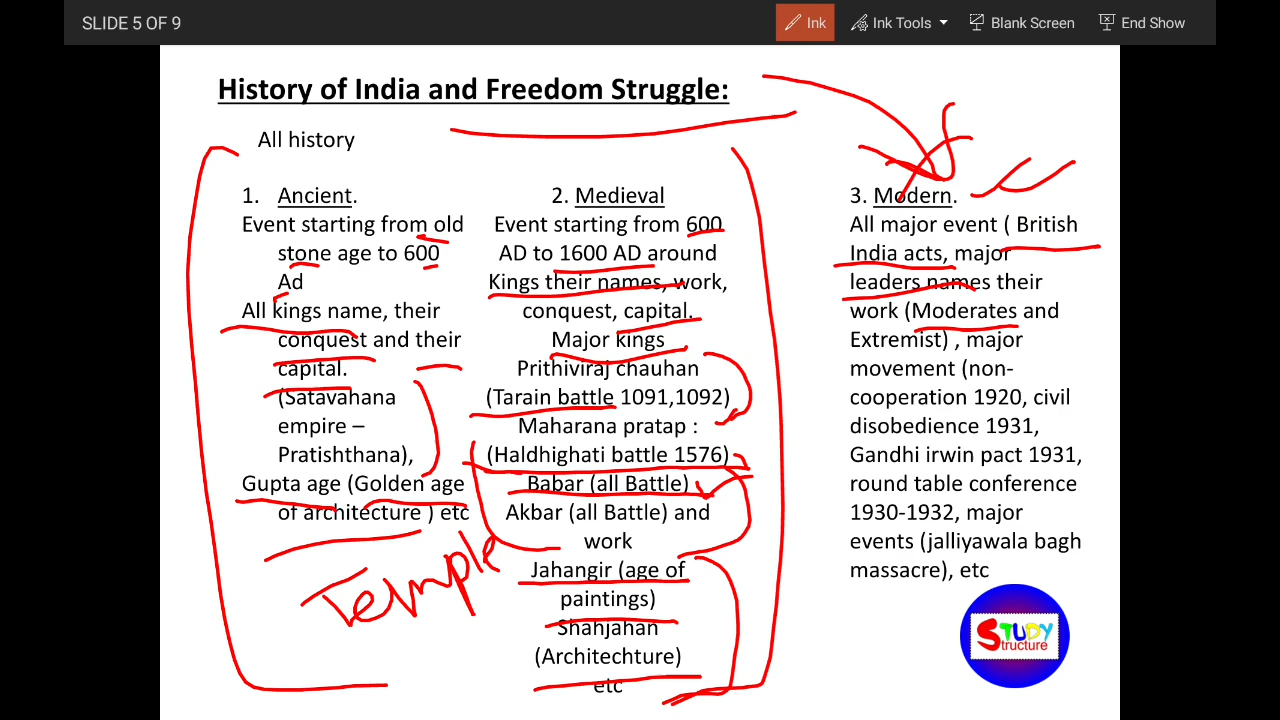 SLIDE 5 OF 9
Ink
Ink Tools
Blank Screen
End Show
History of India and Freedom Struggle:
All history
1. Ancient.
Event starting from old
stone age to 600
Ad
All kings name, their
conquest and their
capital.
(Satavahana
empire –
Pratishthana),
Gupta age (Golden age
of architecture ) etc
Temple
2. Medieval
Event starting from 600
AD to 1600 AD around
Kings their names, work,
conquest, capital.
Major kings
Prithiviraj chauhan
(Tarain battle 1091,1092)
Maharana pratap :
(Haldhighati battle 1576)
Babar (all Battle)
Akbar (all Battle) and
work
Jahangir (age of
paintings)
Shahjahan
(Architechture)
etc
3. Modern.
All major event ( British
India acts, major
leaders names their
work (Moderates and
Extremist) , major
movement (non-
cooperation 1920, civil
disobedience 1931,
Gandhi irwin pact 1931,
round table conference
1930-1932, major
events (jalliyawala bagh
massacre), etc
STUDY
Structure